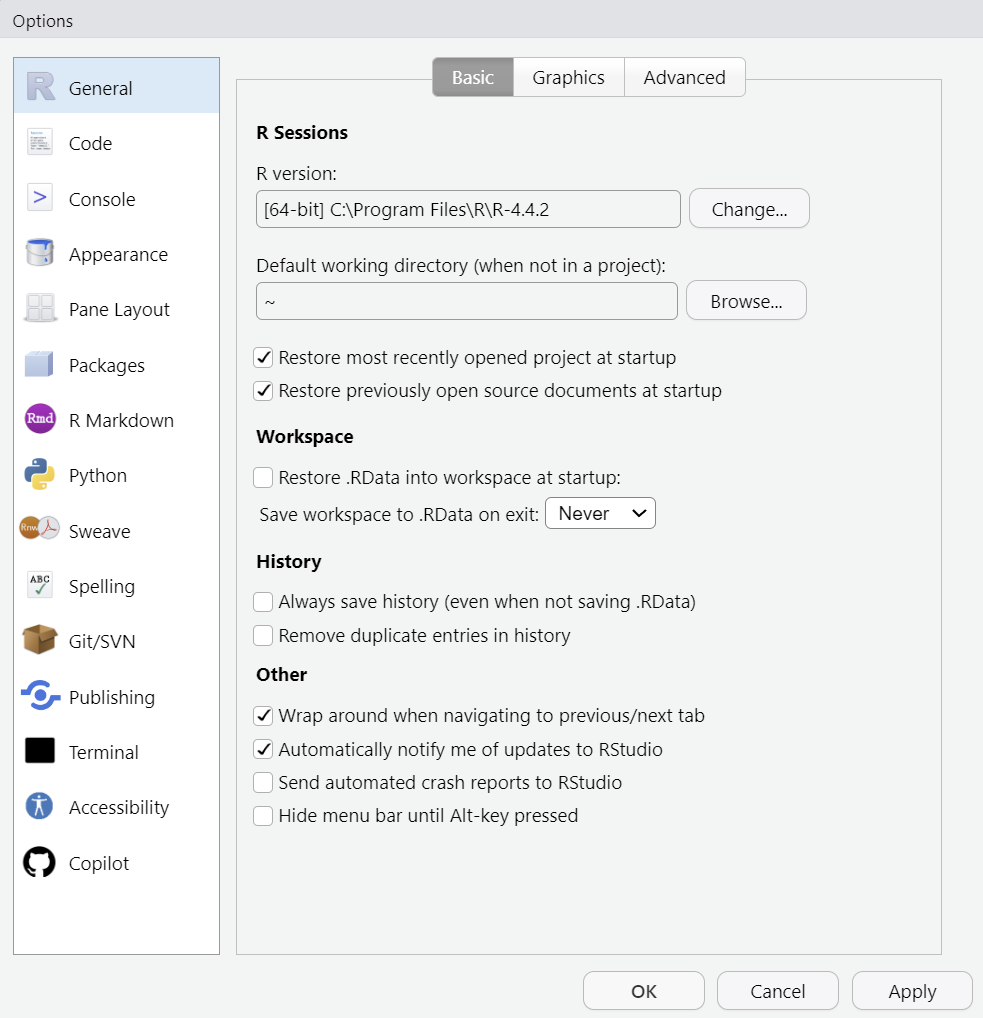 Options
General
Code
Console
Appearance
Pane Layout
Packages
Rmd
R Markdown
Python
Rnw
Sweave
ABC
Spelling
Git/SVN
Publishing
Terminal
Accessibility
Copilot
Basic
Graphics
Advanced
R Sessions
R version:
[64-bit] C:\Program Files\R\R-4.4.2
Change...
Default working directory (when not in a project):
~
Browse...
Restore most recently opened project at startup
Restore previously open source documents at startup
Workspace
Restore .RData into workspace at startup:
Save workspace to .RData on exit: Never
History
Always save history (even when not saving .RData)
Remove duplicate entries in history
Other
Wrap around when navigating to previous/next tab
Automatically notify me of updates to RStudio
Send automated crash reports to RStudio
Hide menu bar until Alt-key pressed
OK
Cancel
Apply